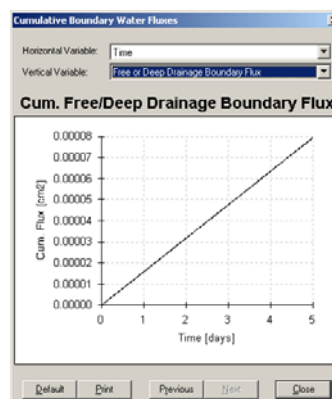 Cumulative Boundary Water Fluxes
Horizontal Variable: Time
Vertical Variable: Free or Deep Drainage Boundary Flux
Cum. Free/Deep Drainage Boundary Flux
0.00008
0.00007
0.00006
0.00005
0.00004
0.00003
0.00002
0.00001
0.00000
Cum. Flux [cm2]
0 1 2 3 4 5
Time [days]
Default Print Previous Next Close